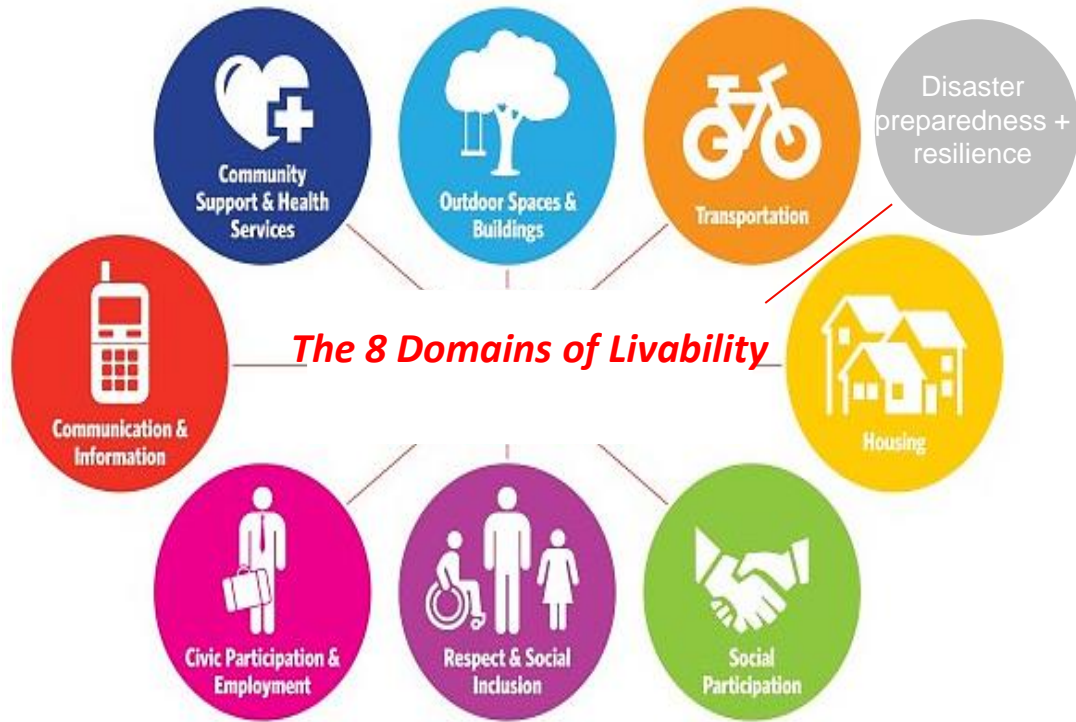 Community
Support & Health
Services
Outdoor Spaces &
Buildings
Transportation
Disaster
preparedness +
resilience
The 8 Domains of Livability
Communication &
Information
Housing
Civic Participation &
Employment
Respect & Social
Inclusion
Social
Participation